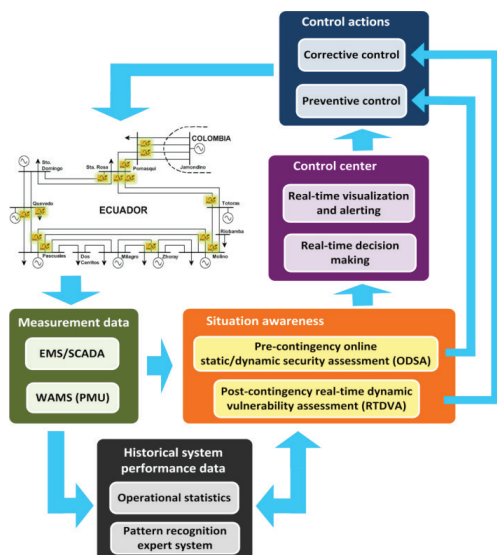 Control actions
Corrective control
Preventive control
COLOMBIA
Jamondino
Sto.
Domingo
Sta. Rosa
Pomasqui
ECUADOR
Quevedo
Totoras
Riobamba
Pascuales
Dos
Cerritos
Milagro
Zhoray
Molino
Control center
Real-time visualization
and alerting
Real-time decision
making
Measurement data
EMS/SCADA
WAMS (PMU)
Situation awareness
Pre-contingency online
static/dynamic security assessment (ODSA)
Post-contingency real-time dynamic
vulnerability assessment (RTDVA)
Historical system
performance data
Operational statistics
Pattern recognition
expert system